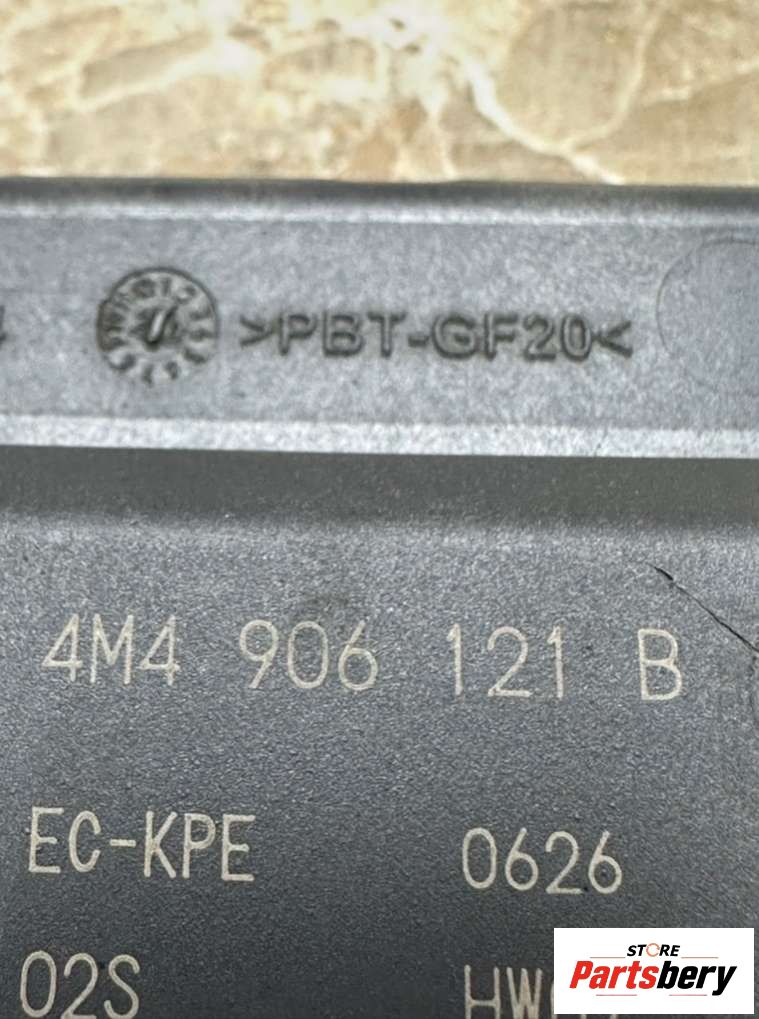 >PBT-GF20<
4M4 906 121 B
EC-KPE 0626
02S
STORE
Partsbery